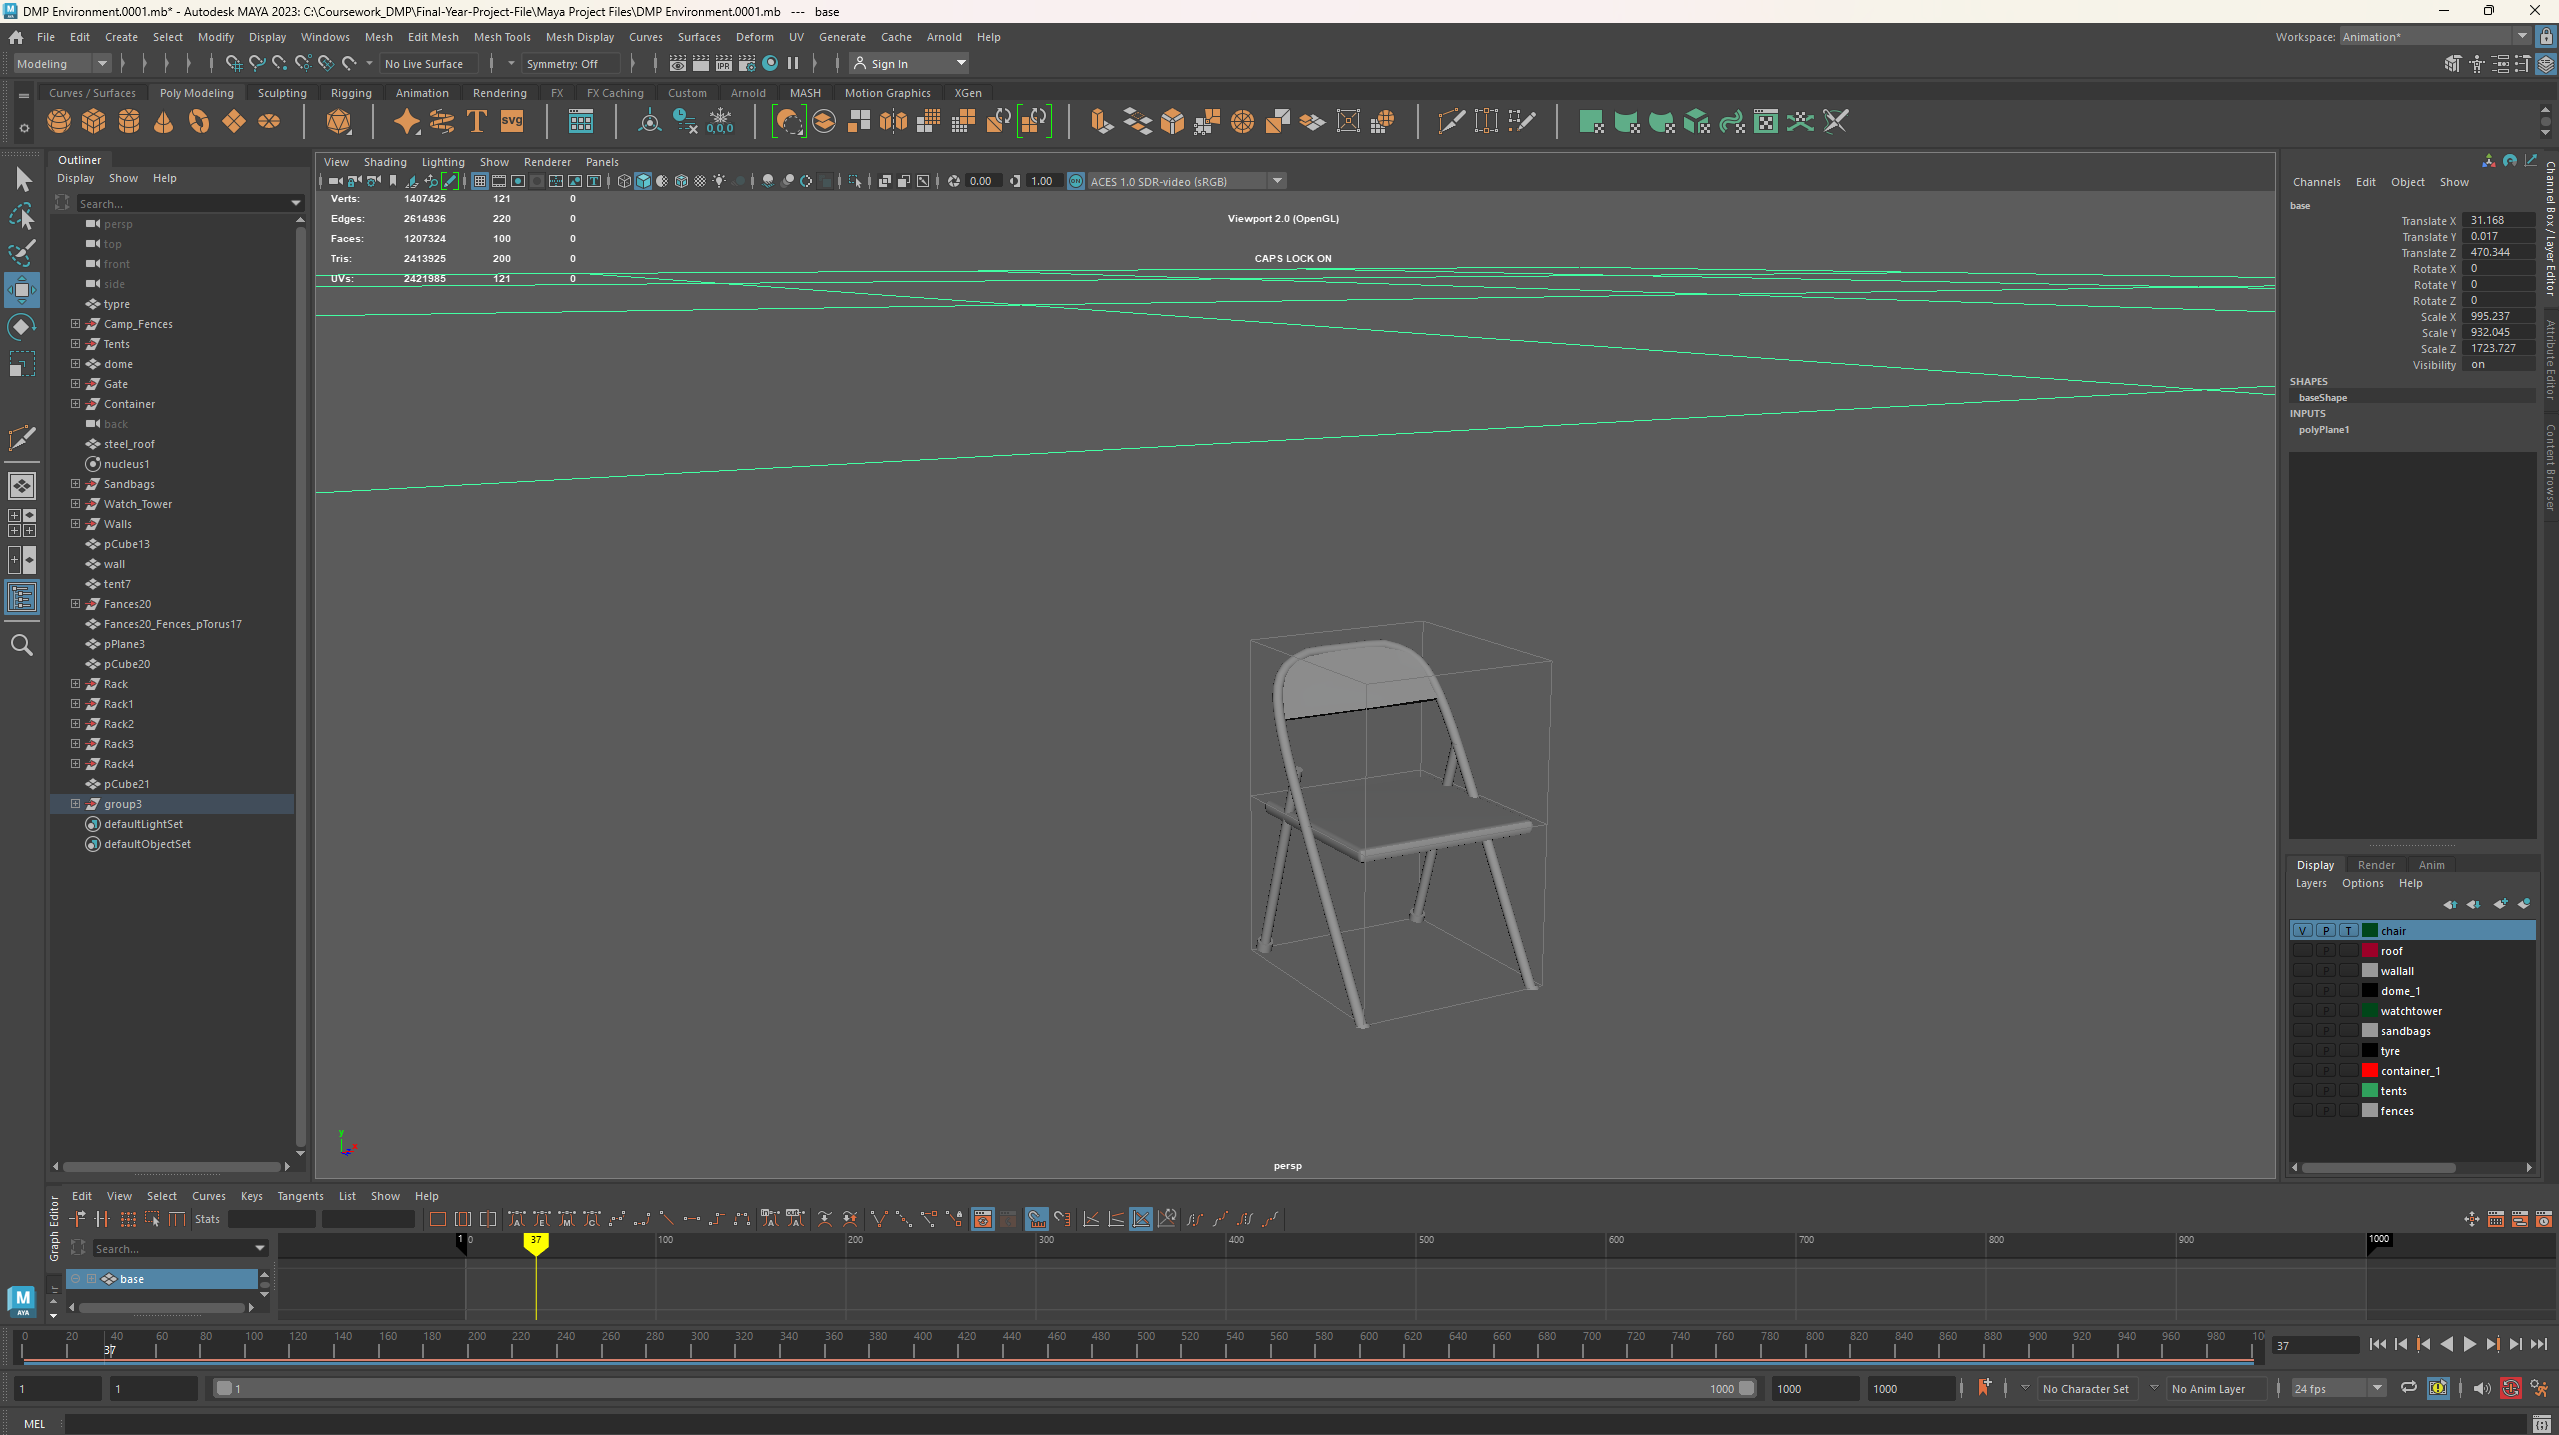 DMP Environment.0001.mb* - Autodesk MAYA 2023: C:\Coursework_DMP\Final-Year-Project-File\Maya Project Files\DMP Environment.0001.mb --- base
File Edit Create Select Modify Display Windows Mesh Edit Mesh Mesh Tools Mesh Display Curves Surfaces Deform UV Generate Cache Arnold Help
Workspace: Animation*
Modeling No Live Surface Symmetry: Off Sign In
Curves / Surfaces Poly Modeling Sculpting Rigging Animation Rendering FX FX Caching Custom Arnold MASH Motion Graphics XGen
T SVG 0,0,0
Outliner
Display Show Help
Search...
persp
top
front
side
typre
Camp_Fences
Tents
dome
Gate
Container
back
steel_roof
nucleus1
Sandbags
Watch_Tower
Walls
pCube13
wall
tent7
Fances20
Fances20_Fences_pTorus17
pPlane3
pCube20
Rack
Rack1
Rack2
Rack3
Rack4
pCube21
group3
defaultLightSet
defaultObjectSet
View Shading Lighting Show Renderer Panels
0.00 1.00 ACES 1.0 SDR-video (sRGB)
Verts: 1407425 121 0
Edges: 2614936 220 0
Faces: 1207324 100 0
Tris: 2413925 200 0
UVs: 2421985 121 0
Viewport 2.0 (OpenGL)
CAPS LOCK ON
y
x
persp
Channels Edit Object Show
base
Translate X 31.168
Translate Y 0.017
Translate Z 470.344
Rotate X 0
Rotate Y 0
Rotate Z 0
Scale X 995.237
Scale Y 932.045
Scale Z 1723.727
Visibility on
SHAPES
baseShape
INPUTS
polyPlane1
Channel Box / Layer Editor
Attribute Editor
Content Browser
Display Render Anim
Layers Options Help
V P T chair
P roof
P wallall
P dome_1
P watchtower
P sandbags
P tyre
P container_1
P tents
P fences
Graph Editor
Edit View Select Curves Keys Tangents List Show Help
Stats
Search...
base
1 0 37 100 200 300 400 500 600 700 800 900 1000
M
AYA
0 20 40 60 80 100 120 140 160 180 200 220 240 260 280 300 320 340 360 380 400 420 440 460 480 500 520 540 560 580 600 620 640 660 680 700 720 740 760 780 800 820 840 860 880 900 920 940 960 980 10
37
37
1 1 1 1000 1000 1000 No Character Set No Anim Layer 24 fps
MEL